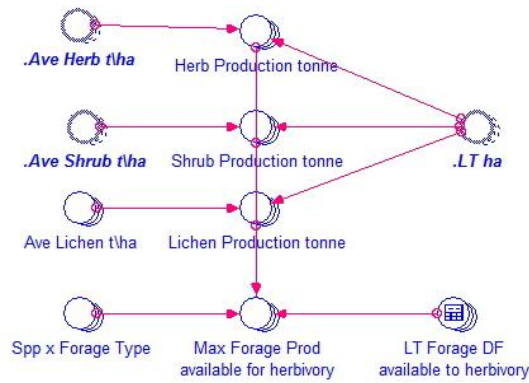 .Ave Herb t\ha
Herb Production tonne
.Ave Shrub t\ha
Shrub Production tonne
.LT ha
Ave Lichen t\ha
Lichen Production tonne
Spp x Forage Type
Max Forage Prod
available for herbivory
LT Forage DF
available to herbivory